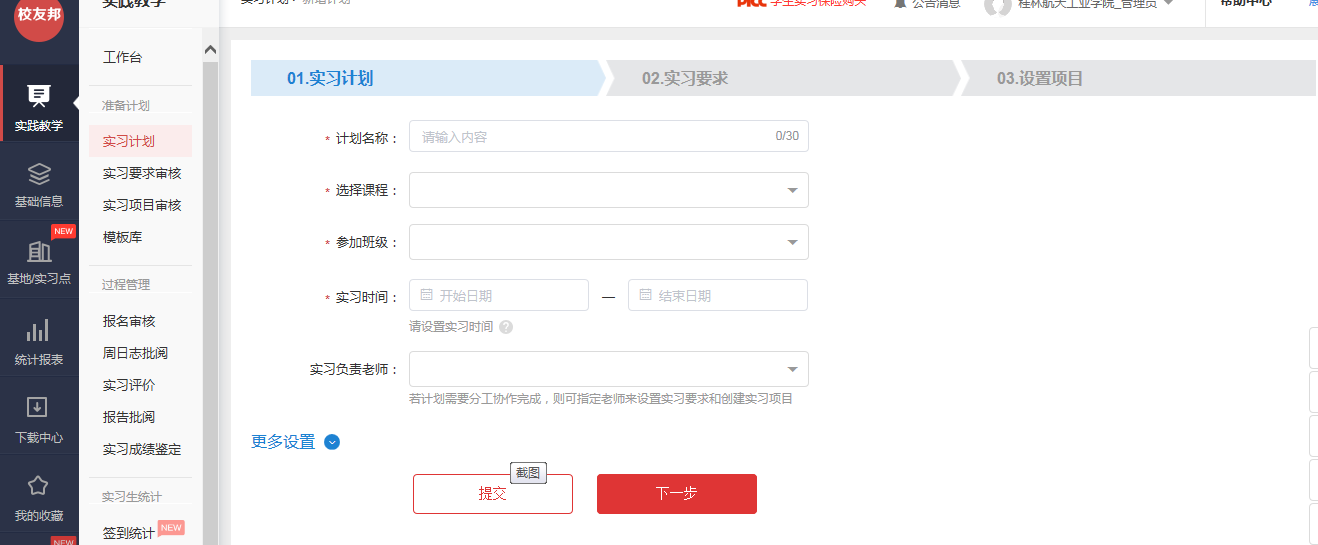 校友邦
实践教学
基础信息
NEW
基地/实习点
统计报表
下载中心
我的收藏
NEW
实践教学
工作台
准备计划
实习计划
实习要求审核
实习项目审核
模板库
过程管理
报名审核
周日志批阅
实习评价
报告批阅
实习成绩鉴定
实习生统计
签到统计 NEW
实习计划 · 新增计划
PICC 学生实习保险购买
公告消息
桂林航天工业学院_管理员
帮助中心
01.实习计划
02.实习要求
03.设置项目
* 计划名称： 请输入内容 0/30
* 选择课程：
* 参加班级：
* 实习时间： 开始日期 — 结束日期
请设置实习时间 ?
实习负责老师：
若计划需要分工协作完成，则可指定老师来设置实习要求和创建实习项目
更多设置
截图
提交
下一步